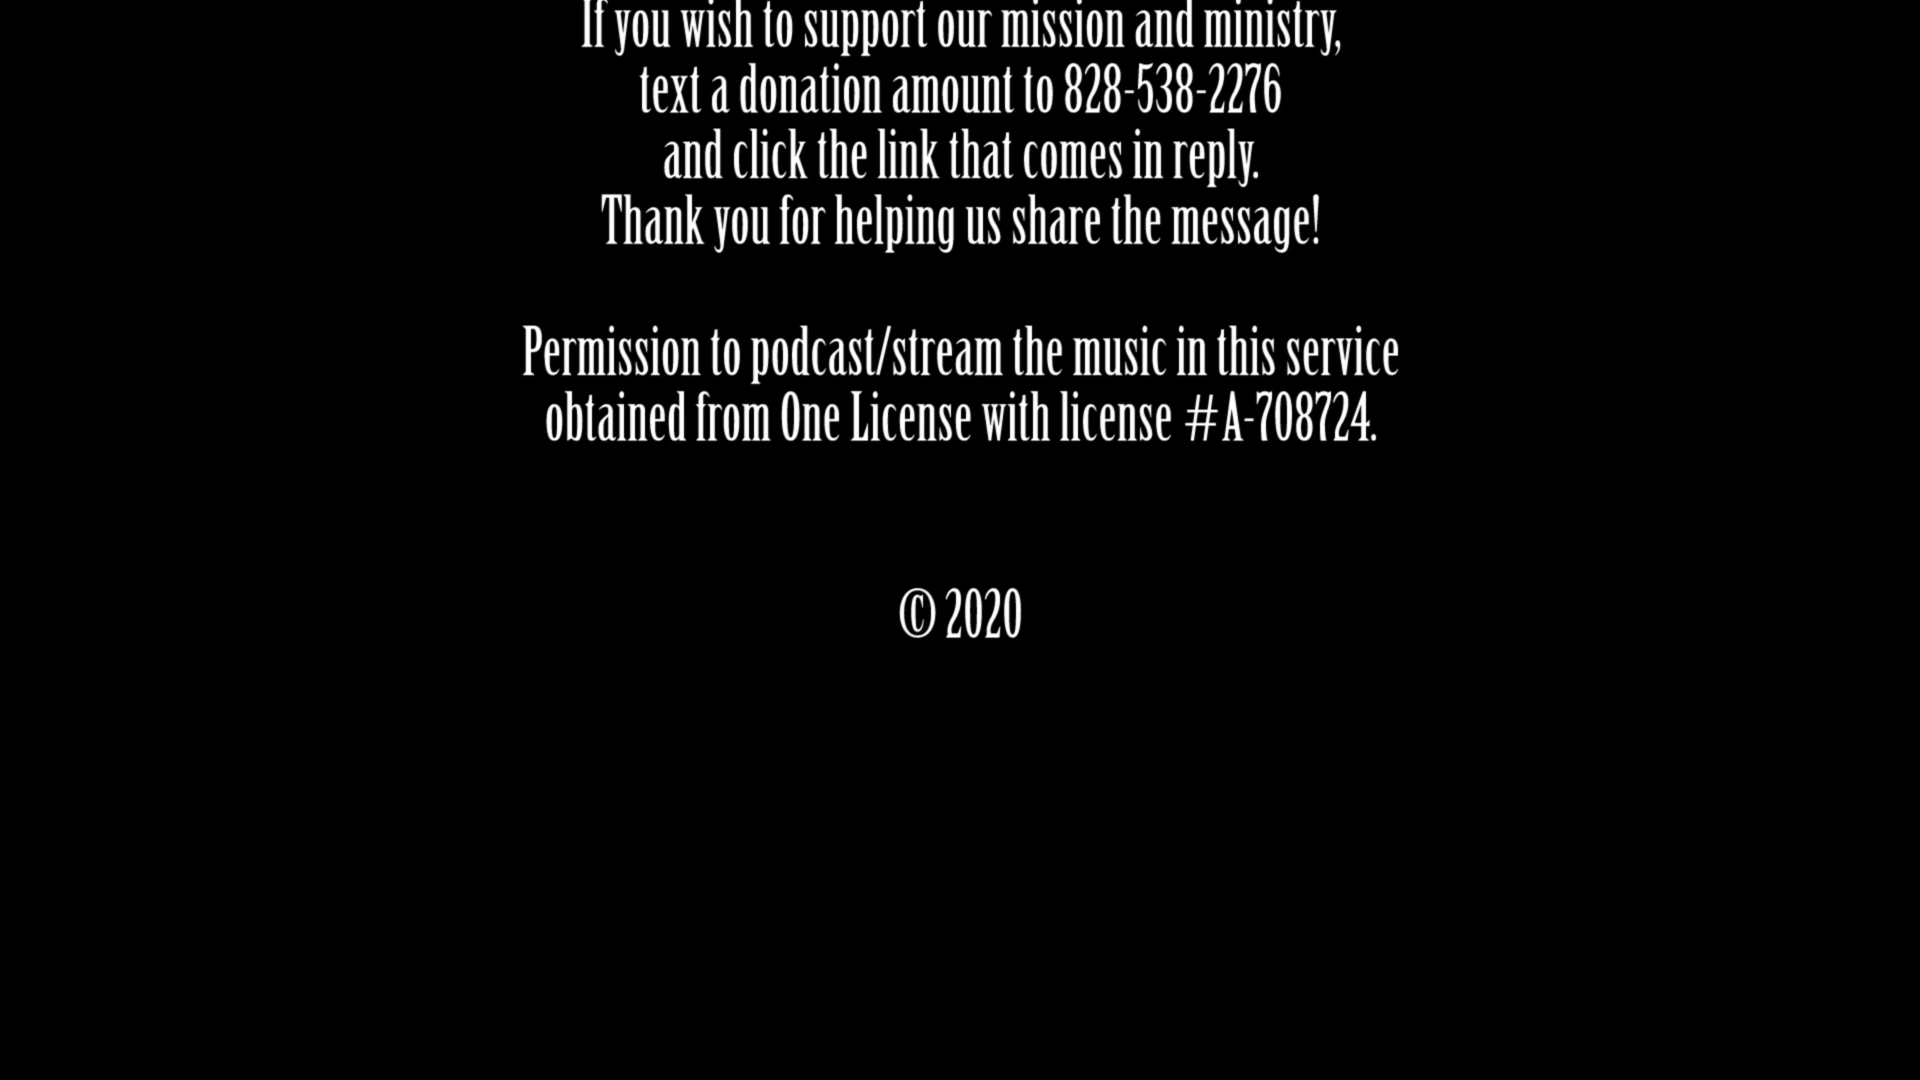 If you wish to support our mission and ministry,
text a donation amount to 828-538-2276
and click the link that comes in reply.
Thank you for helping us share the message!
Permission to podcast/stream the music in this service
obtained from One License with license #A-708724.
© 2020